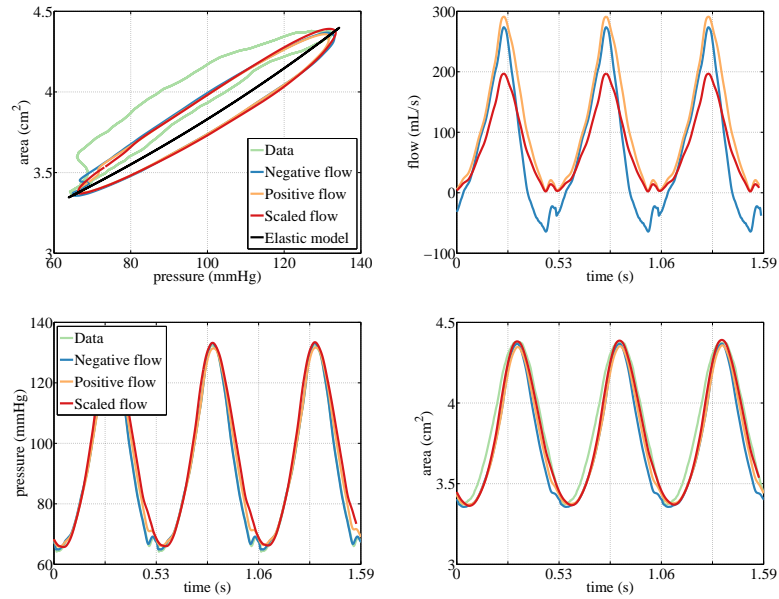 4.5
4
3.5
3
area (cm²)
Data
Negative flow
Positive flow
Scaled flow
Elastic model
60 80 100 120 140
pressure (mmHg)
300
200
100
0
−100
flow (mL/s)
0 0.53 1.06 1.59
time (s)
140
120
100
80
60
pressure (mmHg)
Data
Negative flow
Positive flow
Scaled flow
0 0.53 1.06 1.59
time (s)
4.5
4
3.5
3
area (cm²)
0 0.53 1.06 1.59
time (s)